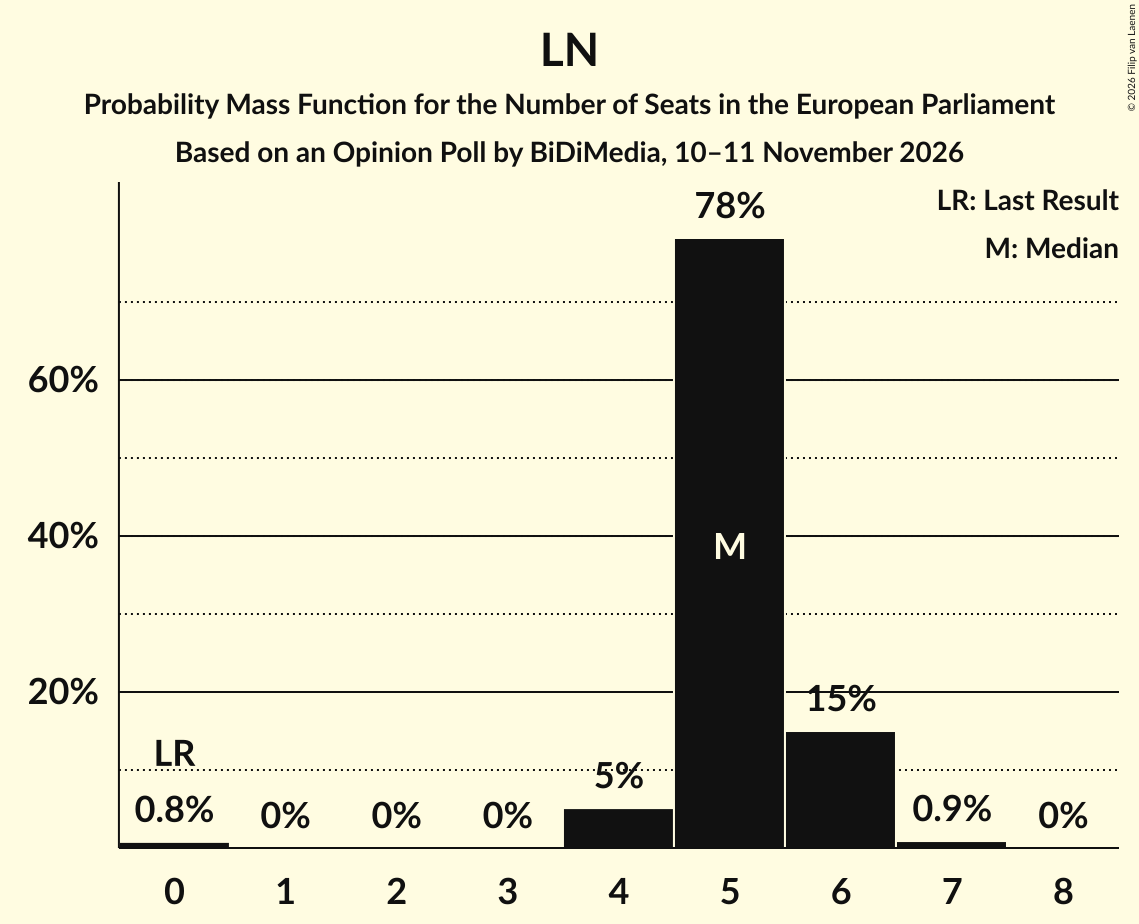 LN
Probability Mass Function for the Number of Seats in the European Parliament
Based on an Opinion Poll by BiDiMedia, 10–11 November 2026
© 2026 Filip van Laenen
LR: Last Result
M: Median
78%
60%
40%
20%
M
15%
LR
5%
0.8%
0%
0%
0%
0.9%
0%
0 1 2 3 4 5 6 7 8